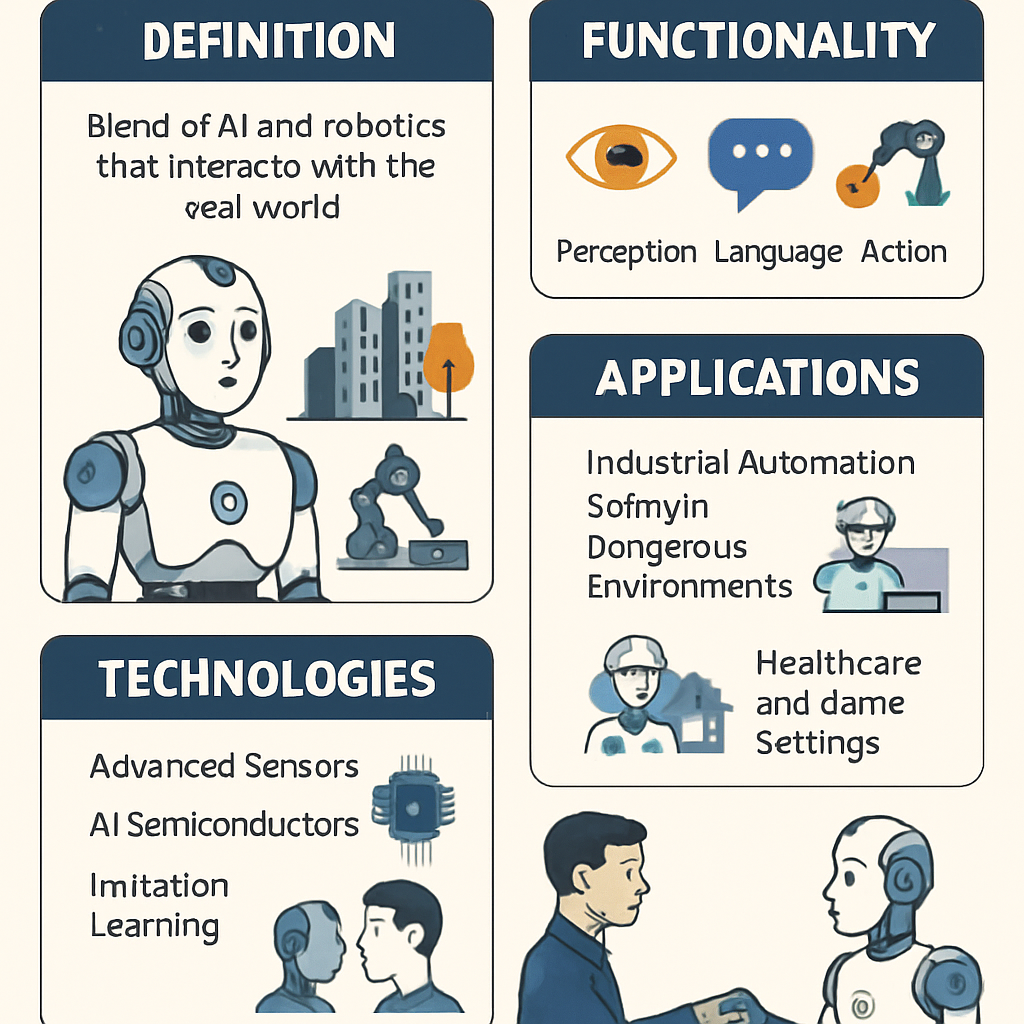 DEFINITION
Blend of AI and robotics
that interacto with the
real world
FUNCTIONALITY
Perception Language Action
APPLICATIONS
Industrial Automation
Sofmyin
Dongerous
Environments
Healthcare
and dame
Settings
TECHNOLOGIES
Advanced Sensors
AI Semiconductors
Imitation
Learning